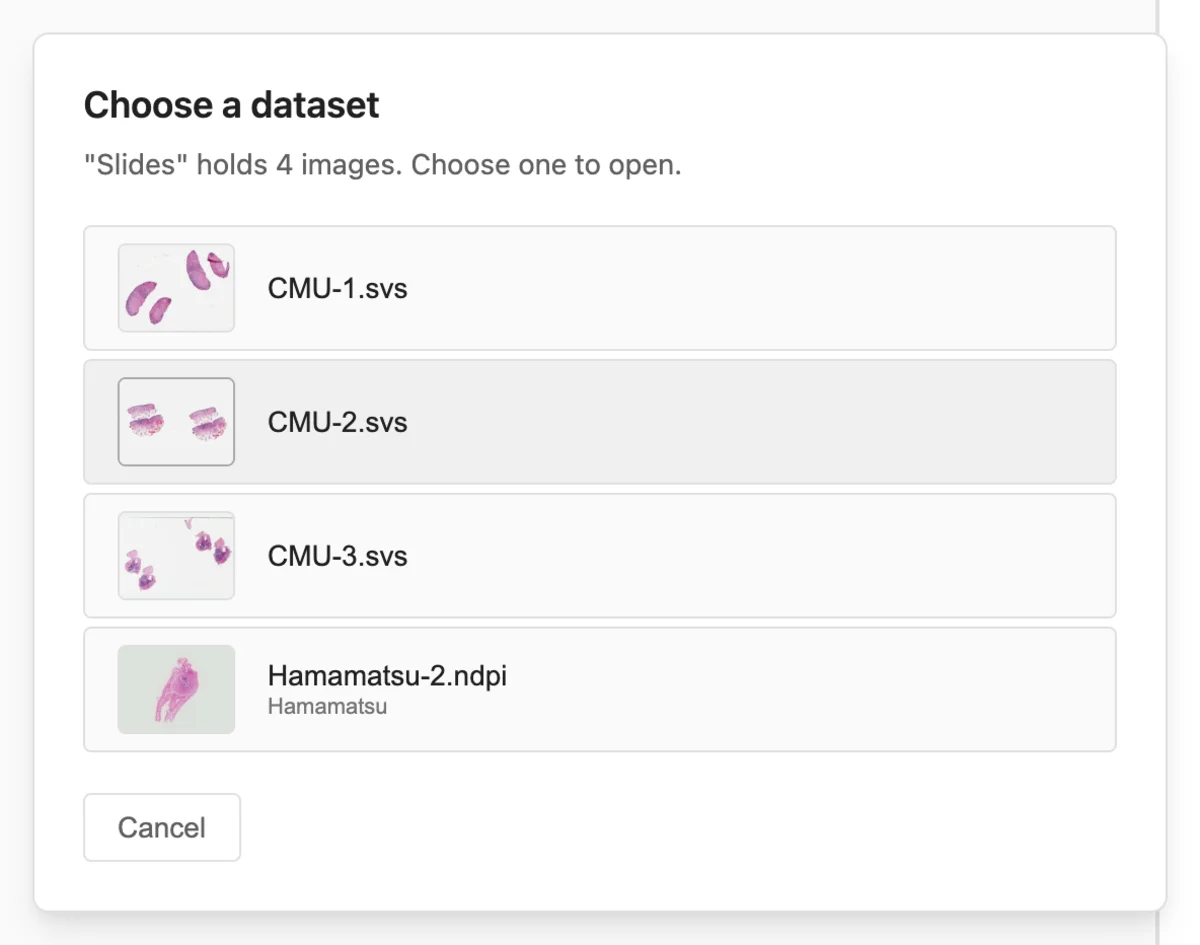 Choose a dataset
"Slides" holds 4 images. Choose one to open.
CMU-1.svs
CMU-2.svs
CMU-3.svs
Hamamatsu-2.ndpi
Hamamatsu
Cancel